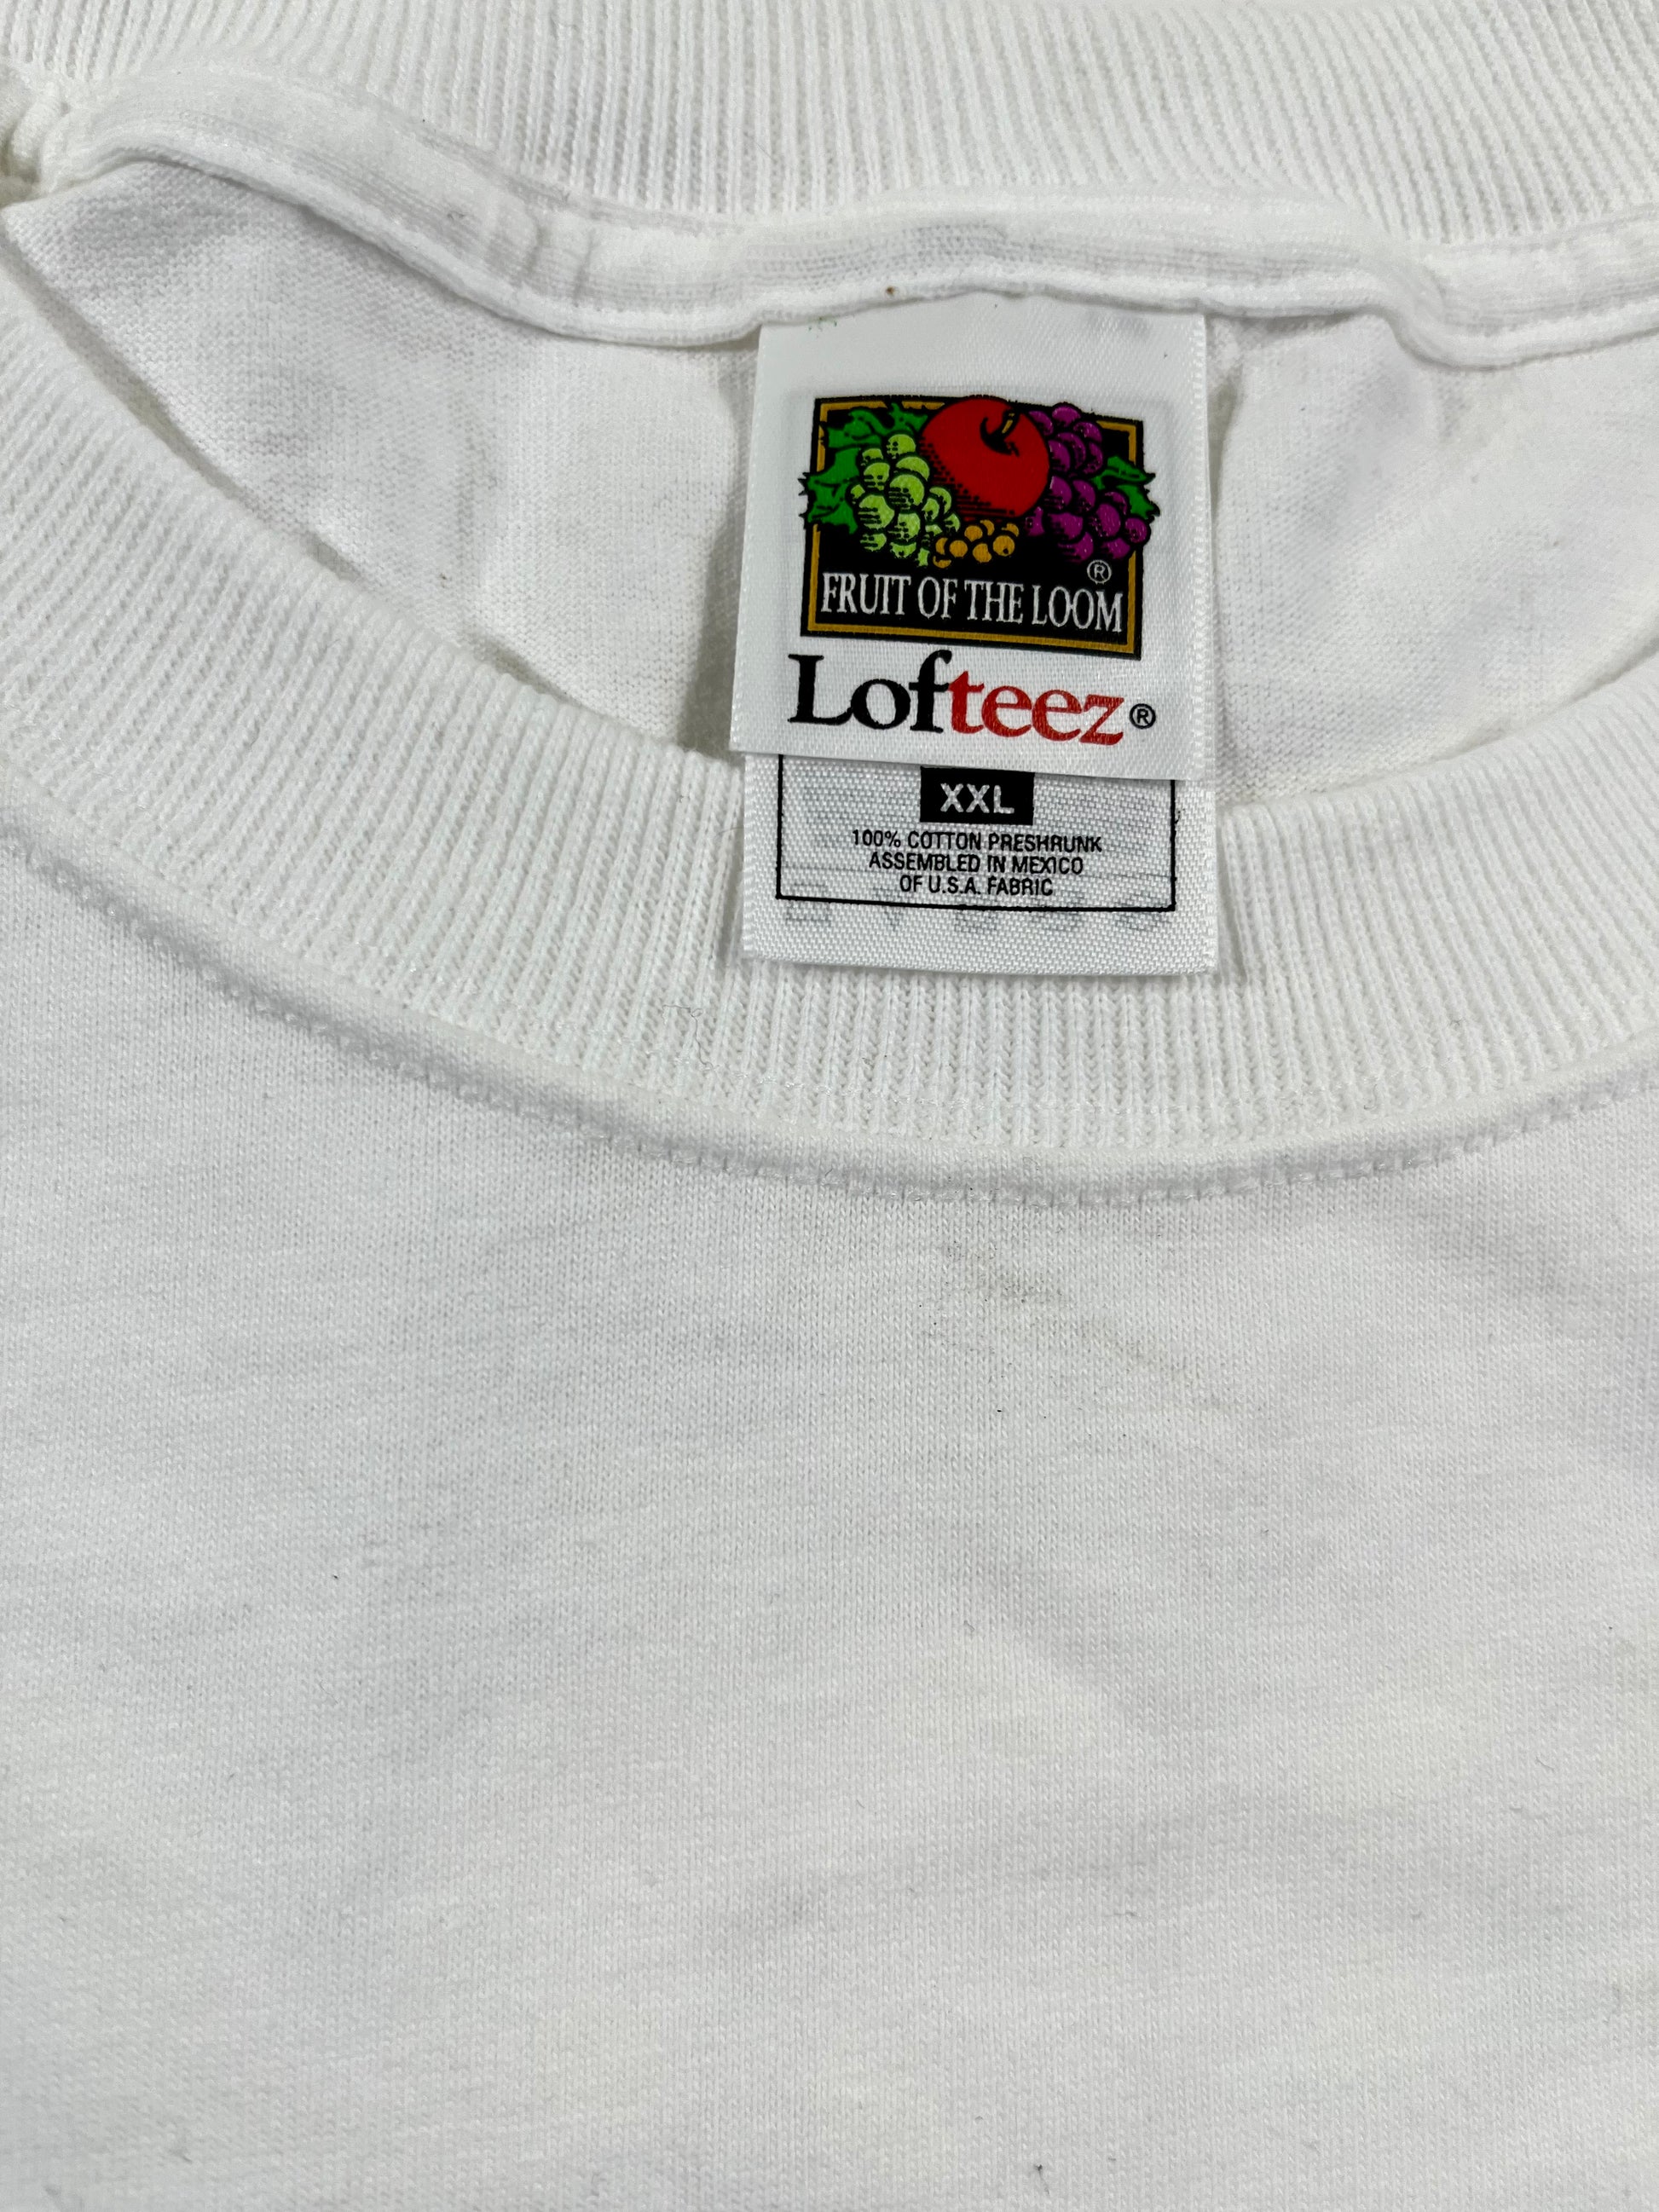 ®
FRUIT OF THE LOOM
Lofteez®
XXL
100% COTTON PRESHRUNK
ASSEMBLED IN MEXICO
OF U.S.A. FABRIC